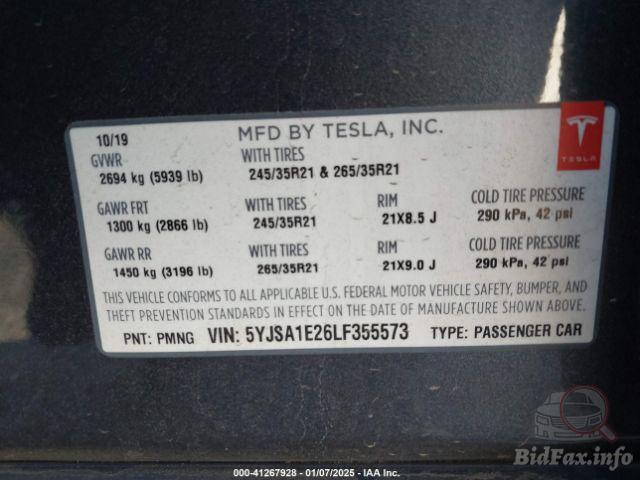 10/19 MFD BY TESLA, INC.
TESLA
GVWR WITH TIRES
2694 kg (5939 lb) 245/35R21 & 265/35R21
GAWR FRT WITH TIRES RIM COLD TIRE PRESSURE
1300 kg (2866 lb) 245/35R21 21X8.5 J 290 kPa, 42 psi
GAWR RR WITH TIRES RIM COLD TIRE PRESSURE
1450 kg (3196 lb) 265/35R21 21X9.0 J 290 kPa, 42 psi
THIS VEHICLE CONFORMS TO ALL APPLICABLE U.S. FEDERAL MOTOR VEHICLE SAFETY, BUMPER, AND
THEFT PREVENTION STANDARDS IN EFFECT ON THE DATE OF MANUFACTURE SHOWN ABOVE.
PNT: PMNG VIN: 5YJSA1E26LF355573 TYPE: PASSENGER CAR
BidFax.info
000-41267928 - 01/07/2025 - IAA Inc.